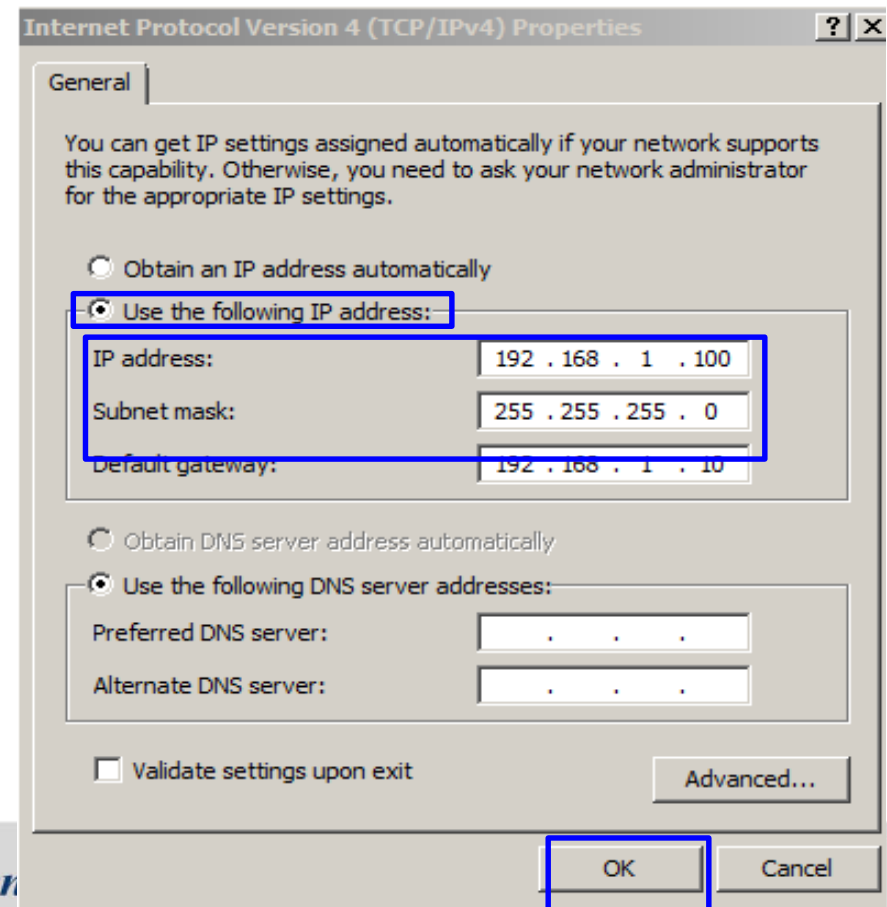 Internet Protocol Version 4 (TCP/IPv4) Properties
General
You can get IP settings assigned automatically if your network supports
this capability. Otherwise, you need to ask your network administrator
for the appropriate IP settings.
Obtain an IP address automatically
Use the following IP address:
IP address: 192 . 168 . 1 . 100
Subnet mask: 255 . 255 . 255 . 0
Default gateway: 192 . 168 . 1 . 10
Obtain DNS server address automatically
Use the following DNS server addresses:
Preferred DNS server: . . .
Alternate DNS server: . . .
Validate settings upon exit
Advanced...
OK Cancel